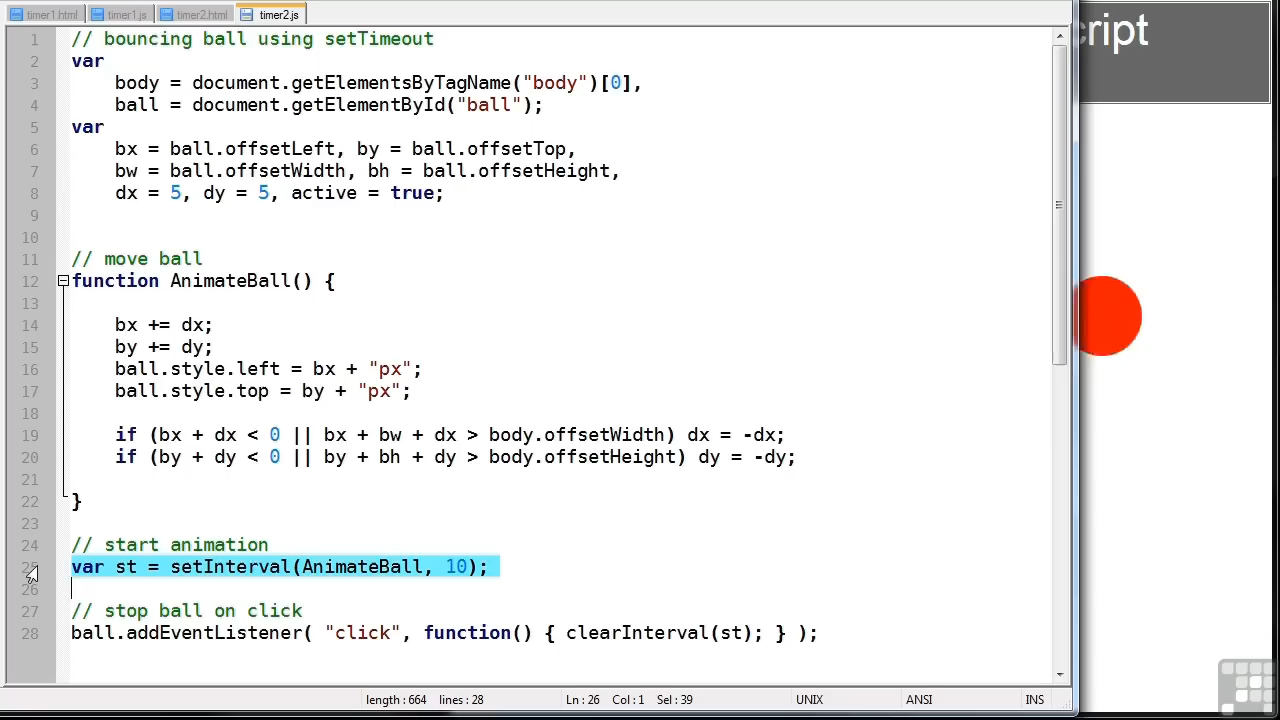 timer1.html timer1.js timer2.html timer2.js
cript
1 // bouncing ball using setTimeout
2 var
3 body = document.getElementsByTagName("body")[0],
4 ball = document.getElementById("ball");
5 var
6 bx = ball.offsetLeft, by = ball.offsetTop,
7 bw = ball.offsetWidth, bh = ball.offsetHeight,
8 dx = 5, dy = 5, active = true;
9
10
11 // move ball
12 function AnimateBall() {
13
14 bx += dx;
15 by += dy;
16 ball.style.left = bx + "px";
17 ball.style.top = by + "px";
18
19 if (bx + dx < 0 || bx + bw + dx > body.offsetWidth) dx = -dx;
20 if (by + dy < 0 || by + bh + dy > body.offsetHeight) dy = -dy;
21
22 }
23
24 // start animation
25 var st = setInterval(AnimateBall, 10);
26
27 // stop ball on click
28 ball.addEventListener( "click", function() { clearInterval(st); } );
length : 664 lines : 28 Ln : 26 Col : 1 Sel : 39 UNIX ANSI INS